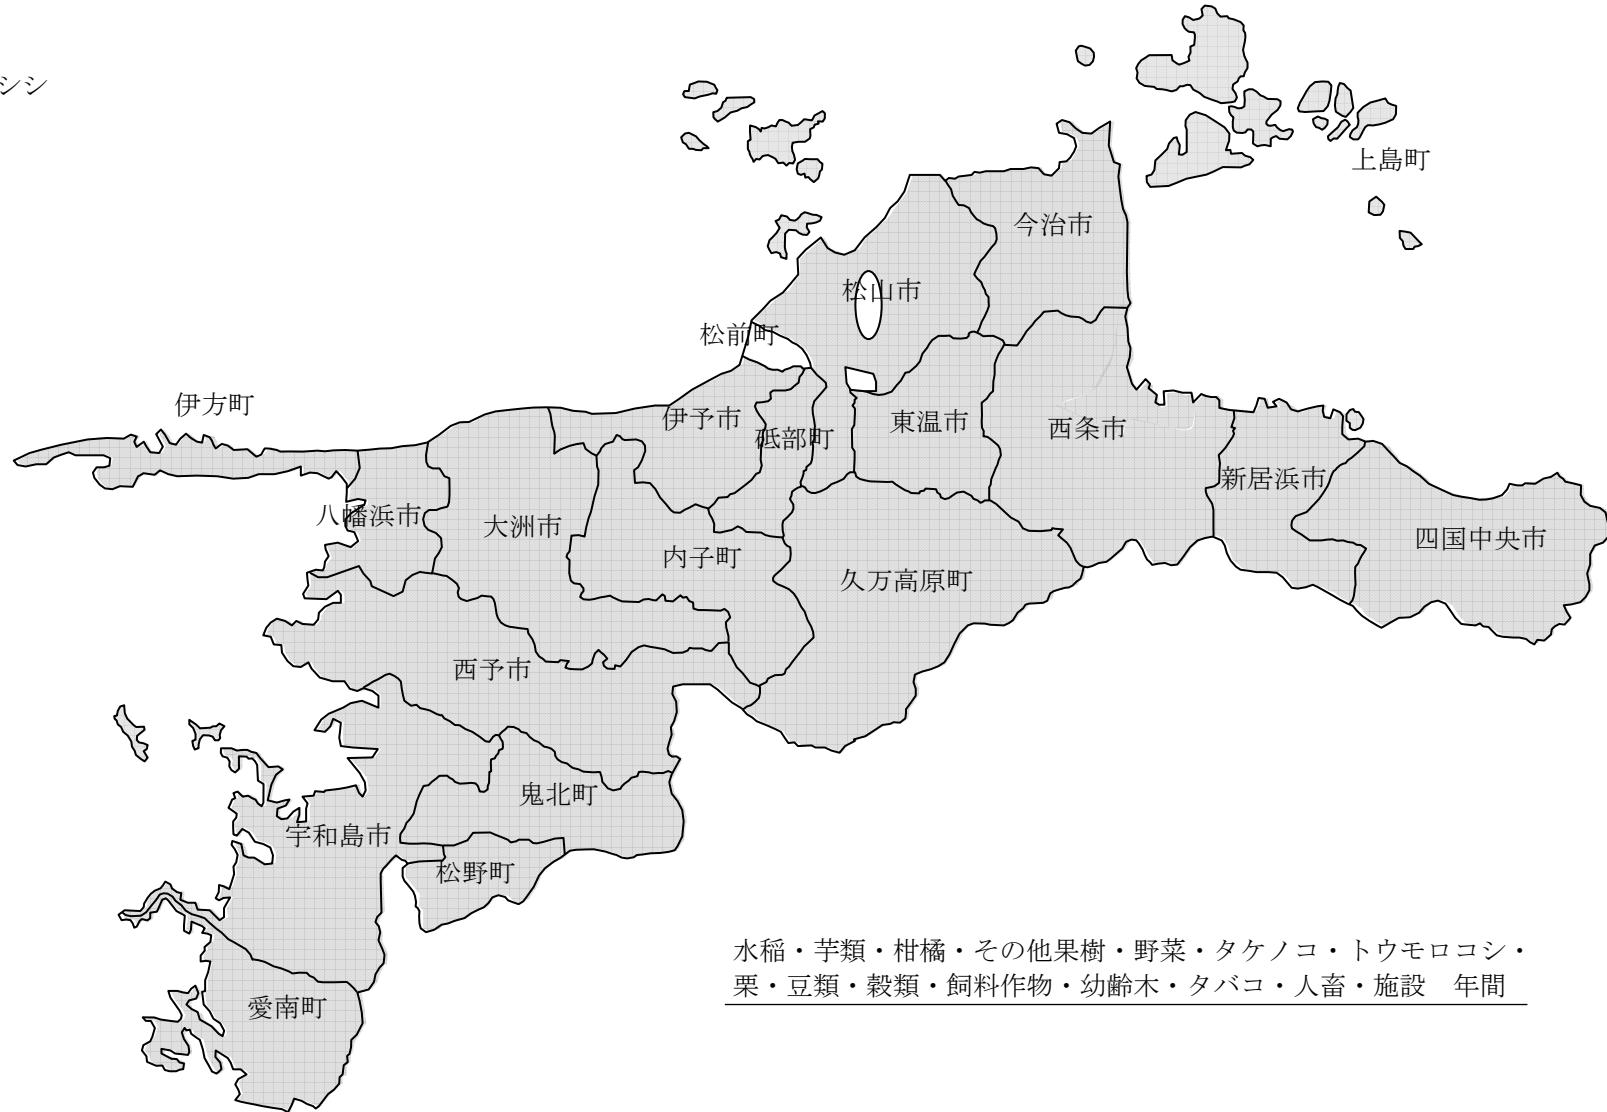 シシ
上島町
今治市
松山市
松前町
伊方町
伊予市
砥部町
東温市
西条市
新居浜市
八幡浜市
大洲市
内子町
久万高原町
四国中央市
西予市
鬼北町
宇和島市
松野町
愛南町
水稲・芋類・柑橘・その他果樹・野菜・タケノコ・トウモロコシ・
栗・豆類・穀類・飼料作物・幼齢木・タバコ・人畜・施設　年間